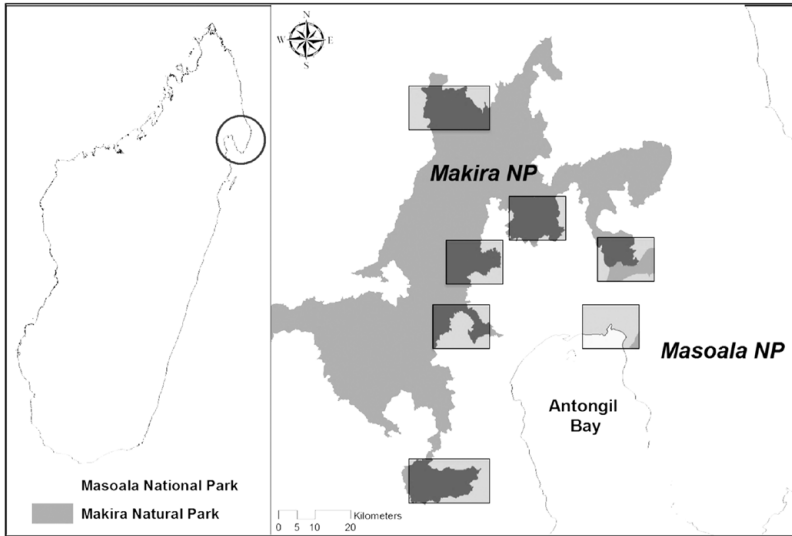 N
W E
S
Makira NP
Masoala NP
Antongil
Bay
Masoala National Park
Makira Natural Park
Kilometers
0 5 10 20